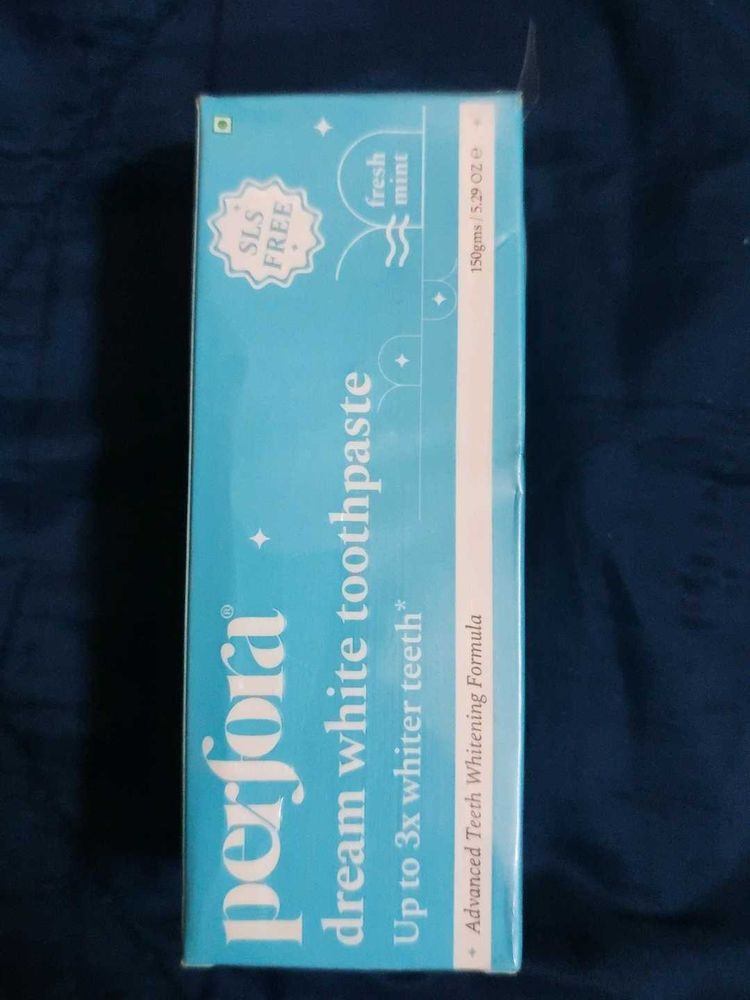 SLS
FREE
fresh
mint
perfora®
dream white toothpaste
Up to 3x whiter teeth*
Advanced Teeth Whitening Formula
150gms / 5.29 OZ ℮